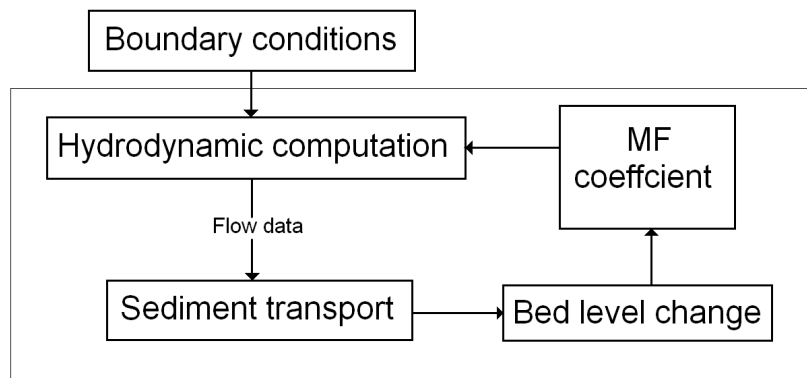 Boundary conditions
Hydrodynamic computation
MF
coeffcient
Flow data
Sediment transport
Bed level change